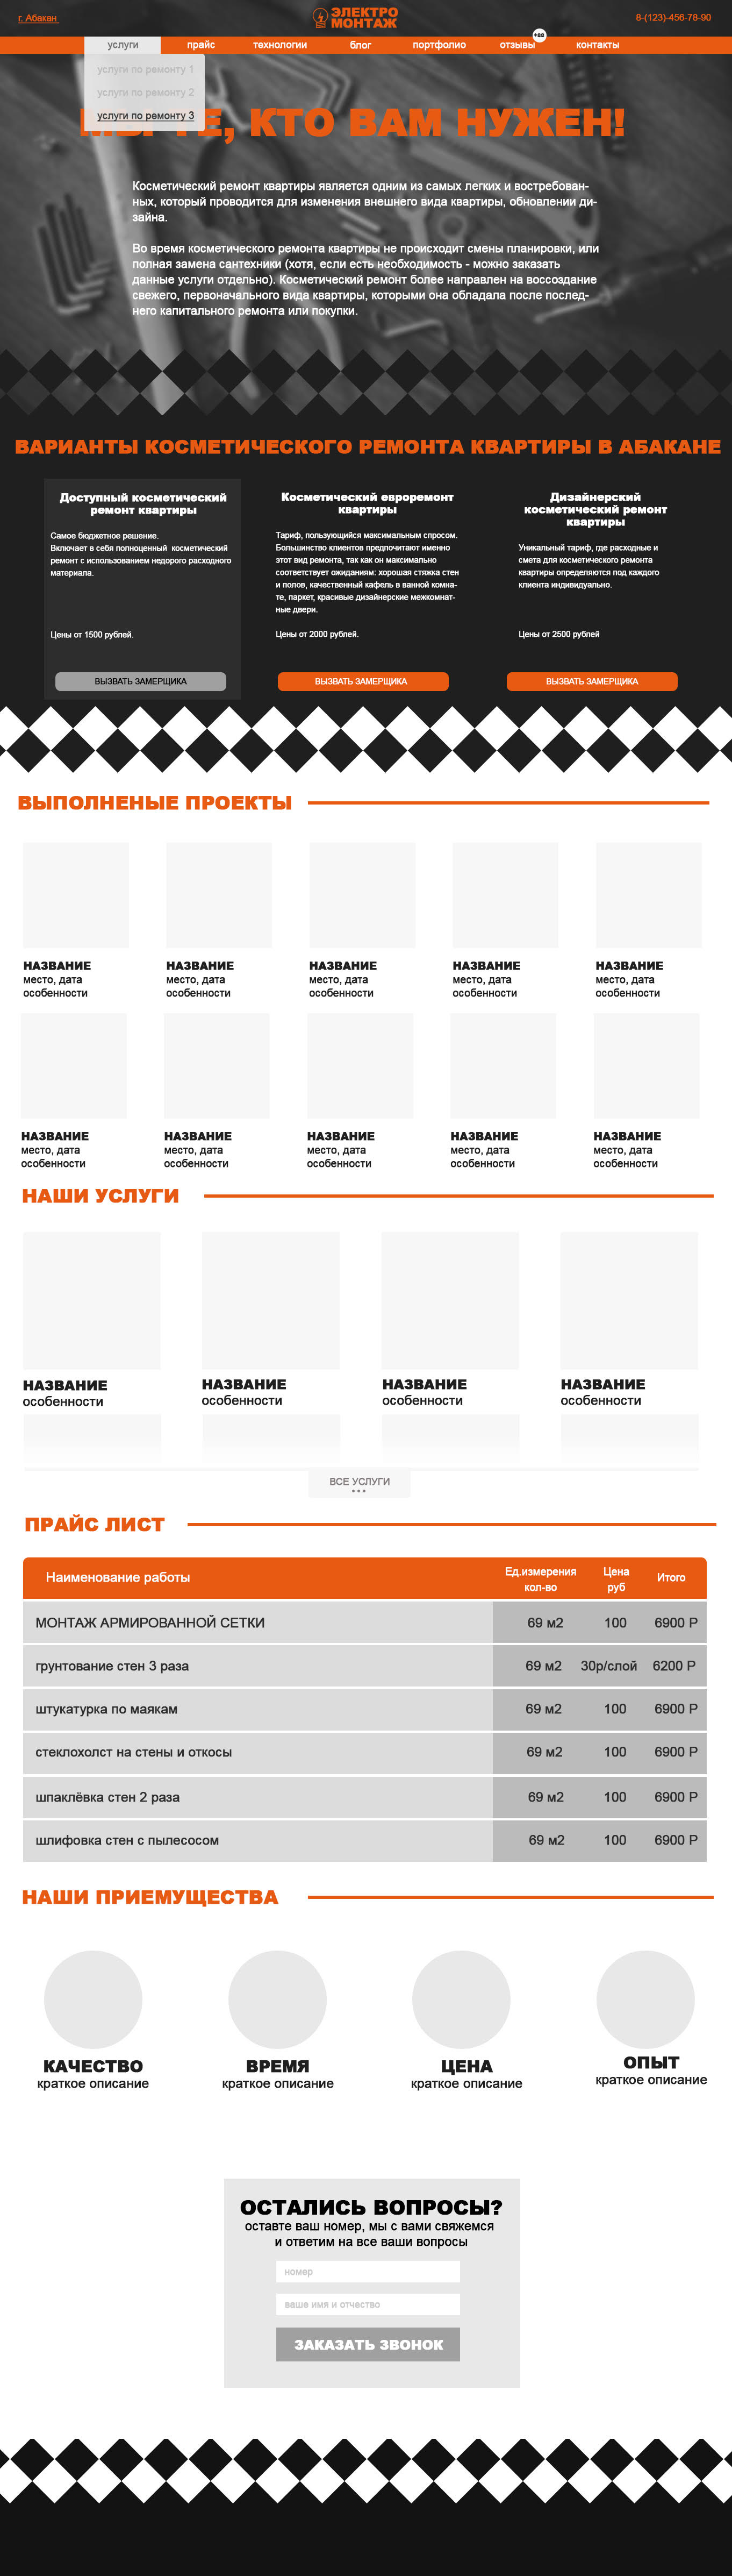 г. Абакан
ЭЛЕКТРО
МОНТАЖ
8-(123)-456-78-90
услуги
прайс
технологии
блог
портфолио
отзывы
+88
контакты
услуги по ремонту 1
услуги по ремонту 2
услуги по ремонту 3
ТЕ, КТО ВАМ НУЖЕН!
Косметический ремонт квартиры является одним из самых легких и востребован-
ных, который проводится для изменения внешнего вида квартиры, обновлении ди-
зайна.
Во время косметического ремонта квартиры не происходит смены планировки, или
полная замена сантехники (хотя, если есть необходимость - можно заказать
данные услуги отдельно). Косметический ремонт более направлен на воссоздание
свежего, первоначального вида квартиры, которыми она обладала после послед-
него капитального ремонта или покупки.
ВАРИАНТЫ КОСМЕТИЧЕСКОГО РЕМОНТА КВАРТИРЫ В АБАКАНЕ
Доступный косметический
ремонт квартиры
Самое бюджетное решение.
Включает в себя полноценный косметический
ремонт с использованием недорого расходного
материала.
Цены от 1500 рублей.
ВЫЗВАТЬ ЗАМЕРЩИКА
Косметический евроремонт
квартиры
Тариф, пользующийся максимальным спросом.
Большинство клиентов предпочитают именно
этот вид ремонта, так как он максимально
соответствует ожиданиям: хорошая стяжка стен
и полов, качественный кафель в ванной комна-
те, паркет, красивые дизайнерские межкомнат-
ные двери.
Цены от 2000 рублей.
ВЫЗВАТЬ ЗАМЕРЩИКА
Дизайнерский
косметический ремонт
квартиры
Уникальный тариф, где расходные и
смета для косметического ремонта
квартиры определяются под каждого
клиента индивидуально.
Цены от 2500 рублей
ВЫЗВАТЬ ЗАМЕРЩИКА
ВЫПОЛНЕНЫЕ ПРОЕКТЫ
НАЗВАНИЕ
место, дата
особенности
НАЗВАНИЕ
место, дата
особенности
НАЗВАНИЕ
место, дата
особенности
НАЗВАНИЕ
место, дата
особенности
НАЗВАНИЕ
место, дата
особенности
НАЗВАНИЕ
место, дата
особенности
НАЗВАНИЕ
место, дата
особенности
НАЗВАНИЕ
место, дата
особенности
НАЗВАНИЕ
место, дата
особенности
НАЗВАНИЕ
место, дата
особенности
НАШИ УСЛУГИ
НАЗВАНИЕ
особенности
НАЗВАНИЕ
особенности
НАЗВАНИЕ
особенности
НАЗВАНИЕ
особенности
ВСЕ УСЛУГИ
ПРАЙС ЛИСТ
Наименование работы Ед.измерения кол-во Цена руб Итого
МОНТАЖ АРМИРОВАННОЙ СЕТКИ 69 м2 100 6900 Р
грунтование стен 3 раза 69 м2 30р/слой 6200 Р
штукатурка по маякам 69 м2 100 6900 Р
стеклохолст на стены и откосы 69 м2 100 6900 Р
шпаклёвка стен 2 раза 69 м2 100 6900 Р
шлифовка стен с пылесосом 69 м2 100 6900 Р
НАШИ ПРИЕМУЩЕСТВА
КАЧЕСТВО
краткое описание
ВРЕМЯ
краткое описание
ЦЕНА
краткое описание
ОПЫТ
краткое описание
ОСТАЛИСЬ ВОПРОСЫ?
оставте ваш номер, мы с вами свяжемся
и ответим на все ваши вопросы
номер
ваше имя и отчество
ЗАКАЗАТЬ ЗВОНОК